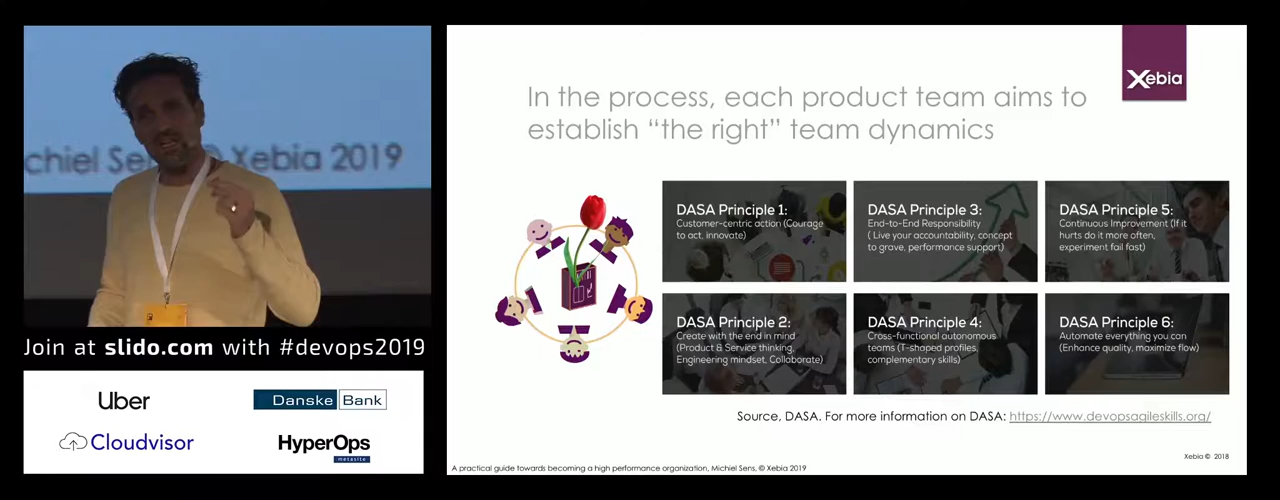 chiel Sens © Xebia 2019
Join at slido.com with #devops2019
Uber
Danske Bank
Cloudvisor
HyperOps
metasite
Xebia
In the process, each product team aims to
establish “the right” team dynamics
DASA Principle 1:
Customer-centric action (Courage
to act, innovate)
DASA Principle 3:
End-to-End Responsibility
( Live your accountability, concept
to grave, performance support)
DASA Principle 5:
Continuous Improvement (If it
hurts do it more often,
experiment fail fast)
DASA Principle 2:
Create with the end in mind
(Product & Service thinking,
Engineering mindset, Collaborate)
DASA Principle 4:
Cross-functional autonomous
teams (T-shaped profiles,
complementary skills)
DASA Principle 6:
Automate everything you can
(Enhance quality, maximize flow)
Source, DASA. For more information on DASA: https://www.devopsagileskills.org/
Xebia © 2018
A practical guide towards becoming a high performance organization, Michiel Sens, © Xebia 2019